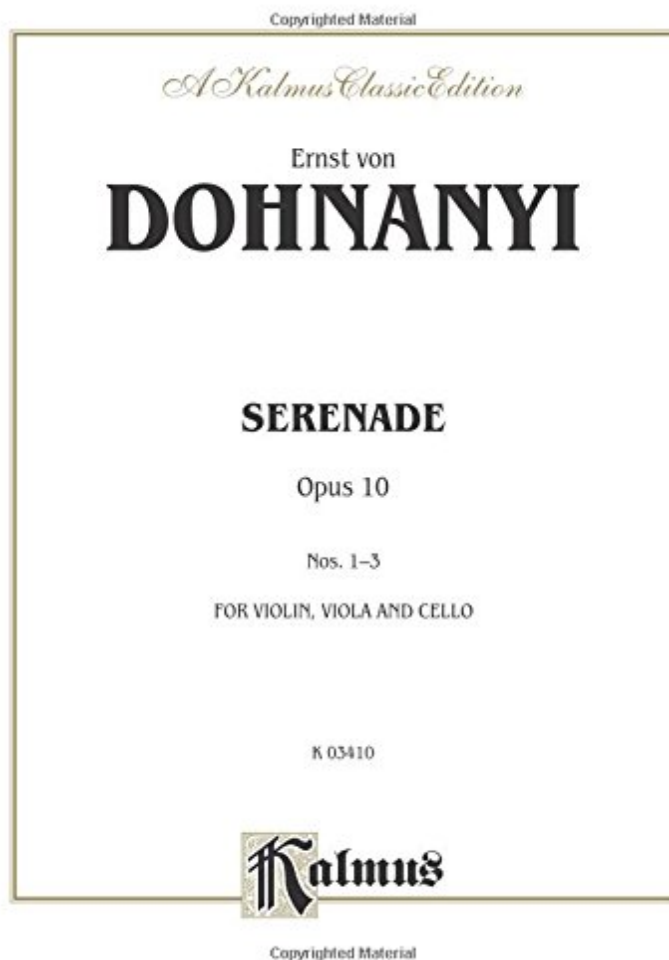 Copyrighted Material
A Kalmus Classic Edition
Ernst von
DOHNANYI
SERENADE
Opus 10
Nos. 1–3
FOR VIOLIN, VIOLA AND CELLO
K 03410
Kalmus
Copyrighted Material